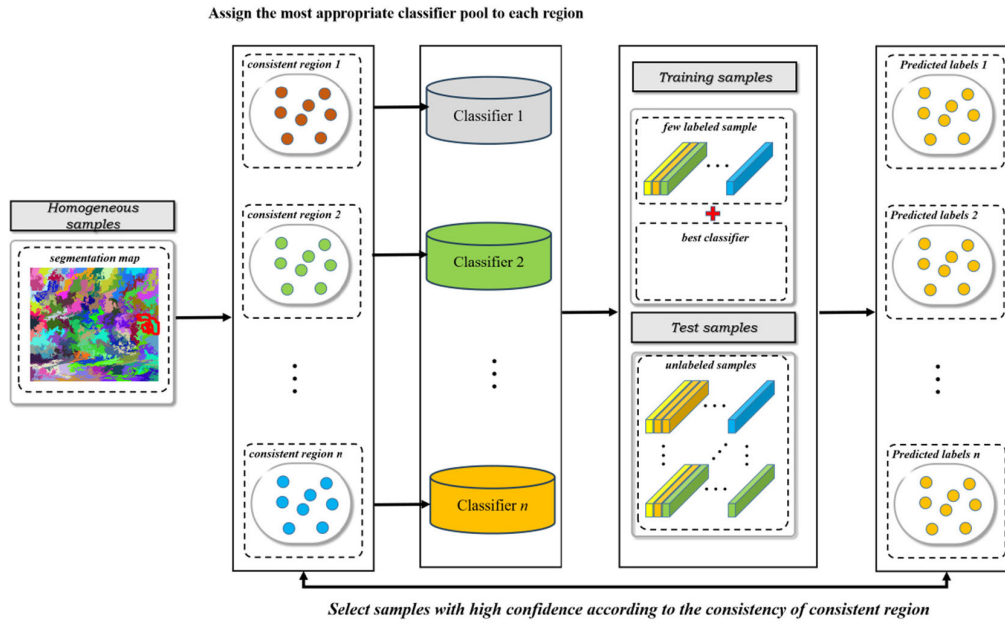 Assign the most appropriate classifier pool to each region
Homogeneous
samples
segmentation map
consistent region 1
consistent region 2
consistent region n
Classifier 1
Classifier 2
Classifier n
Training samples
few labeled sample
best classifier
Test samples
unlabeled samples
Predicted labels 1
Predicted labels 2
Predicted labels n
Select samples with high confidence according to the consistency of consistent region